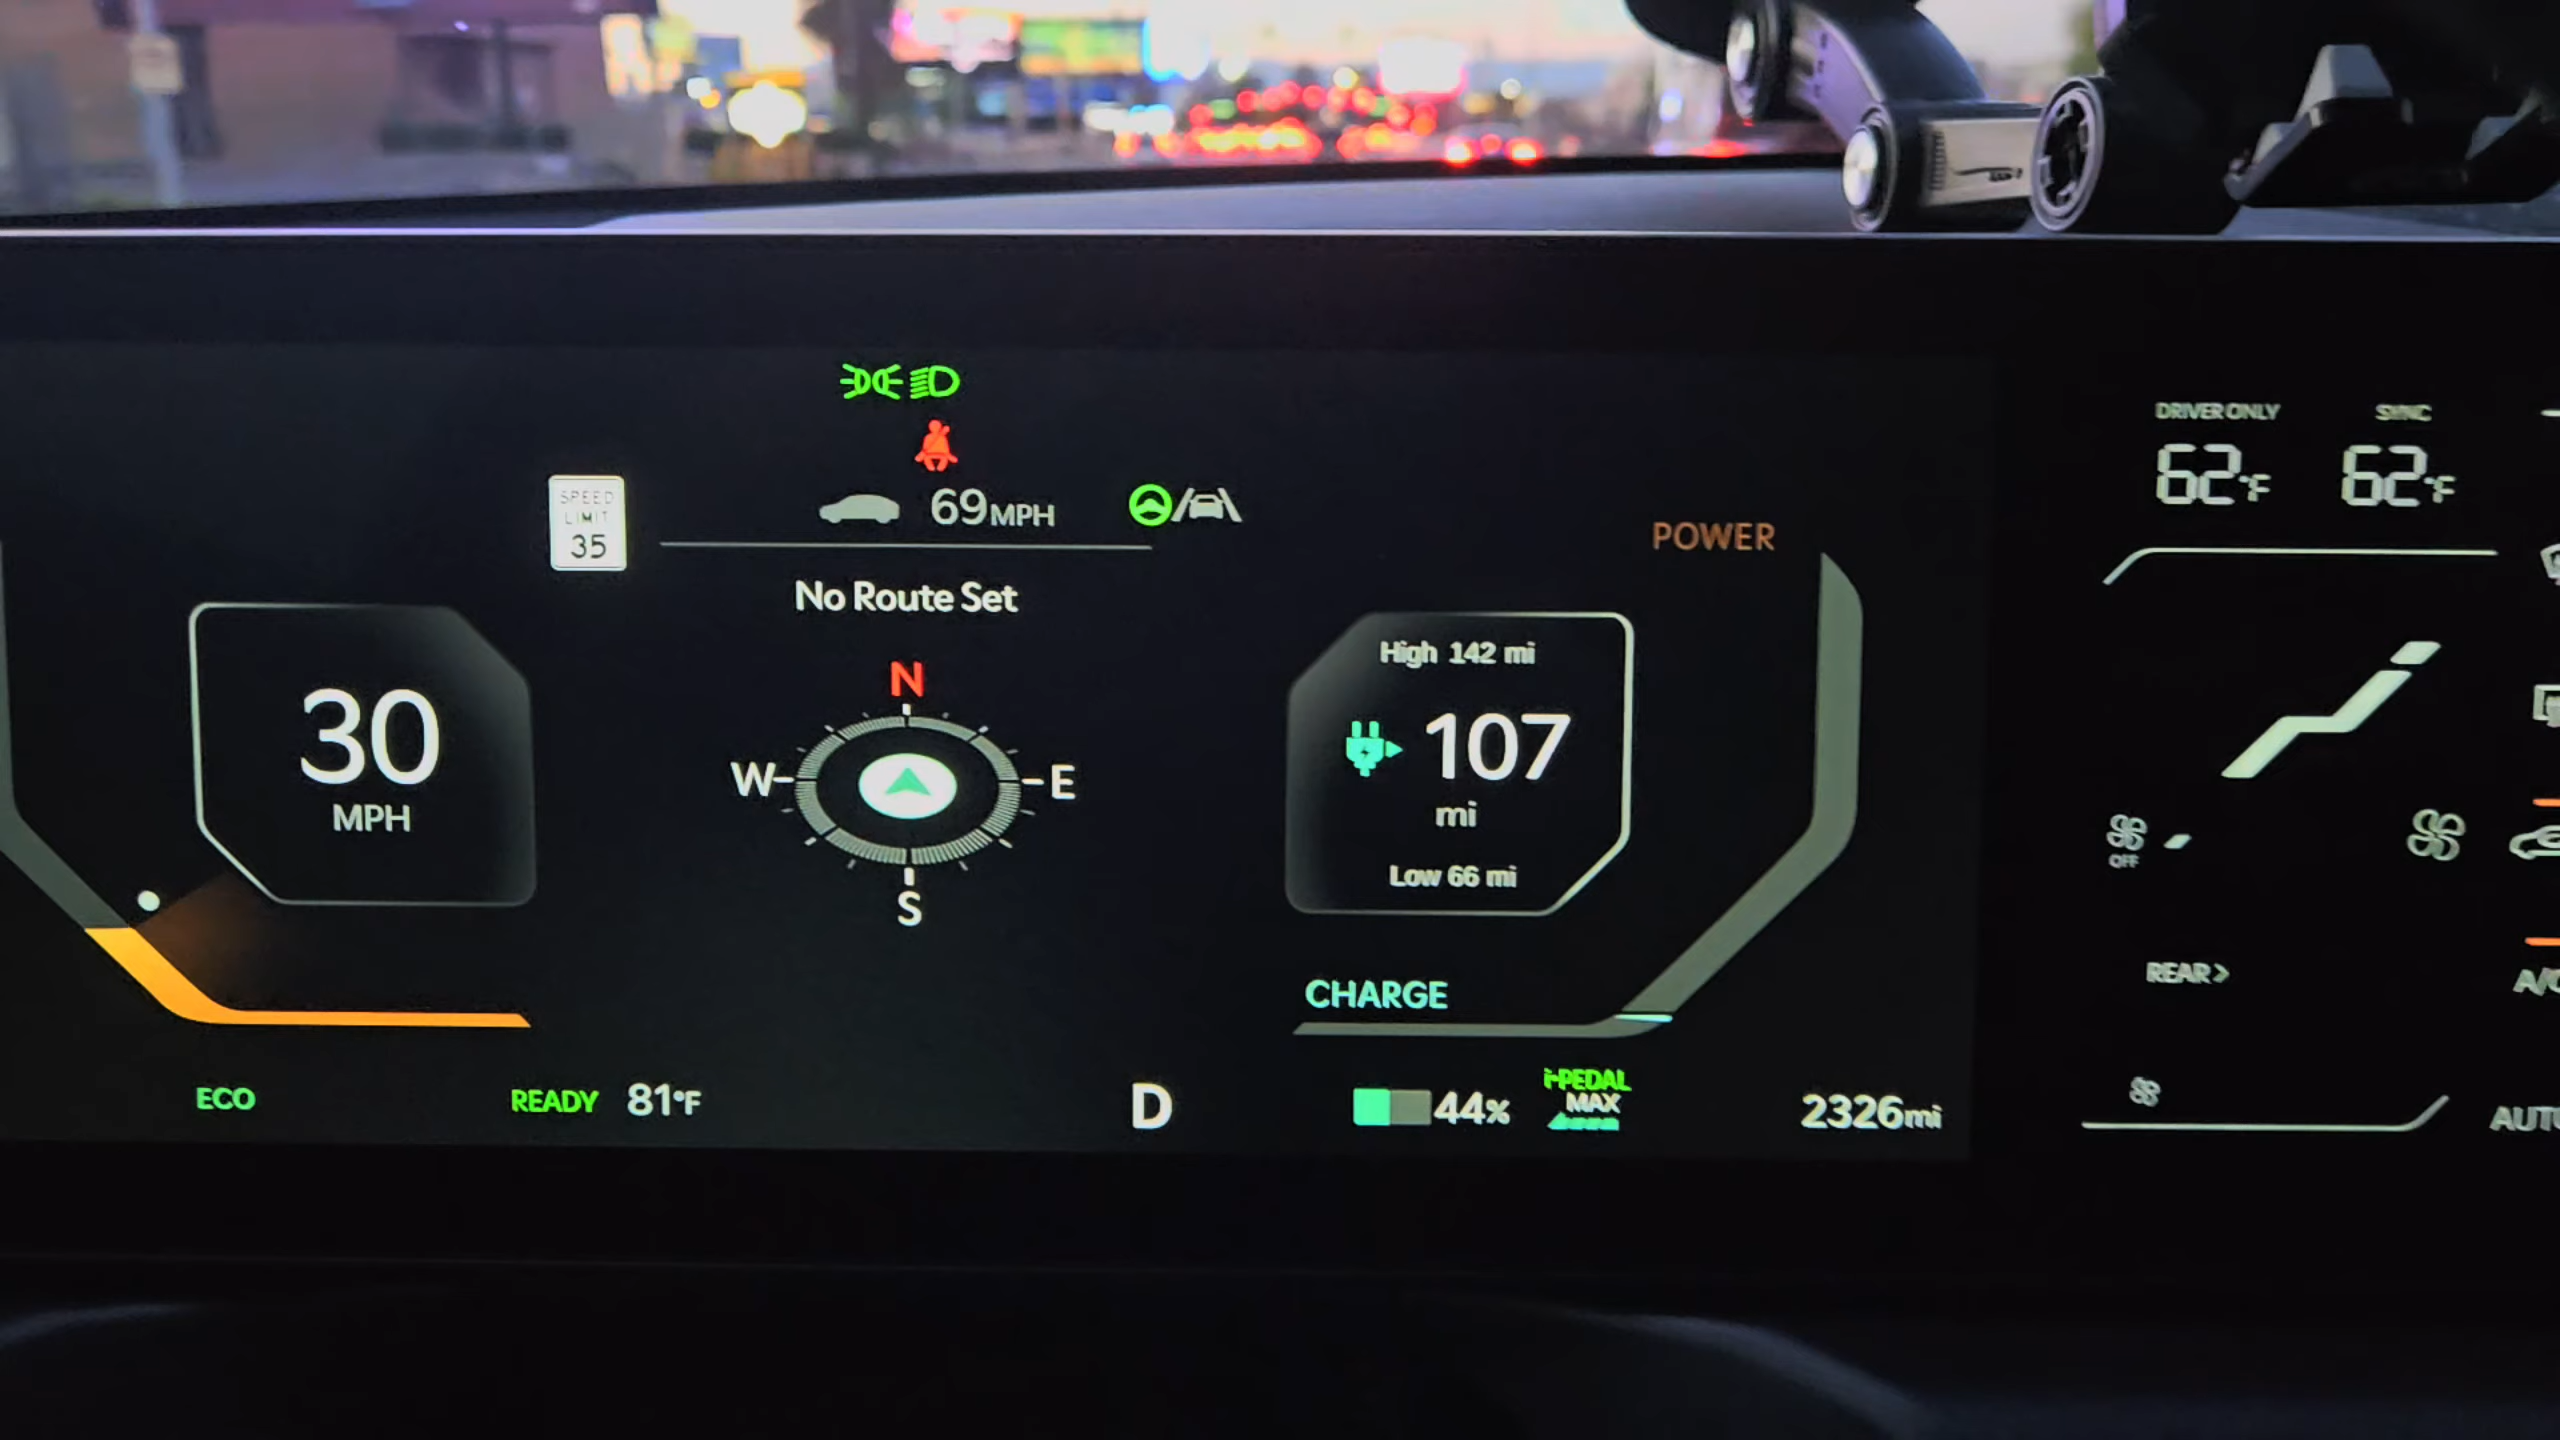 DRIVER ONLY SYNC
62°F 62°F
SPEED
LIMIT
35
69MPH
POWER
No Route Set
High 142 mi
N
30
MPH
W E
107
mi
Low 66 mi
S
OFF
REAR>
A/C
CHARGE
ECO READY 81°F D 44% i-PEDAL
MAX
2326mi
AUTO